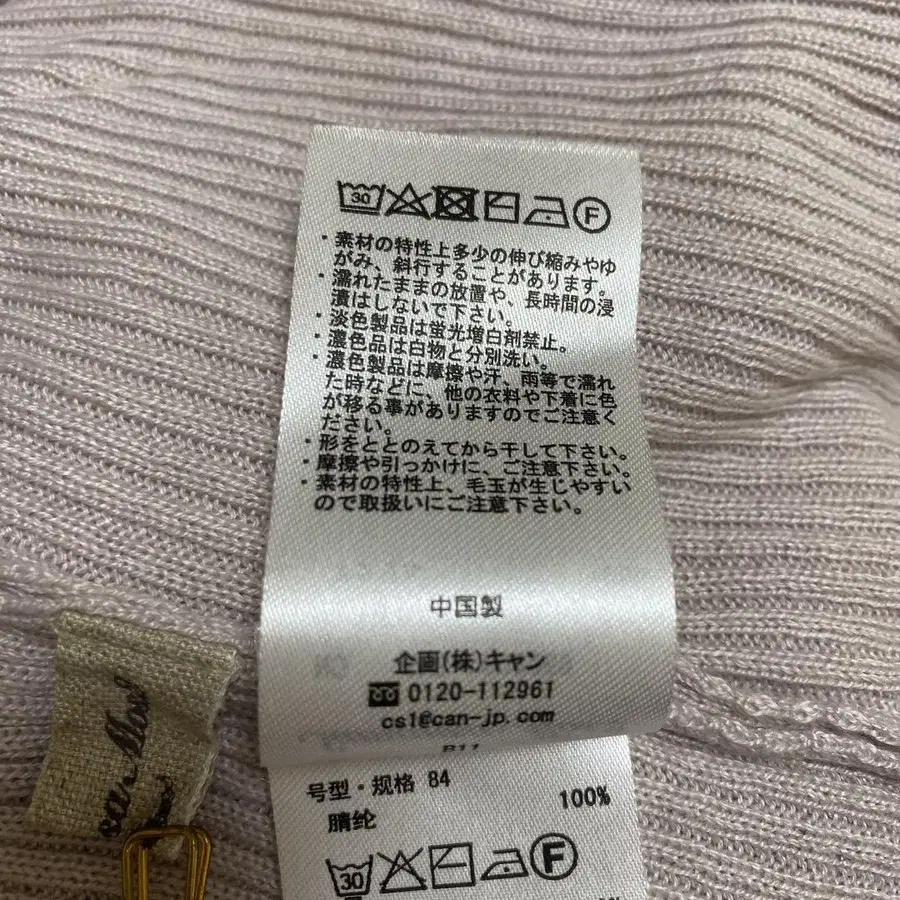 30 F
・素材の特性上多少の伸び縮みやゆ
がみ、斜行することがあります。
・濡れたままの放置や、長時間の浸
漬はしないで下さい。
・淡色製品は蛍光増白剤禁止。
・濃色品は白物と分別洗い。
・濃色製品は摩擦や汗、雨等で濡れ
た時などに、他の衣料や下着に色
が移る事がありますのでご注意く
ださい。
・形をととのえてから干して下さい。
・摩擦や引っかけに、ご注意下さい。
・素材の特性上、毛玉が生じやすい
ので取扱いにご注意下さい。
中国製
企画(株)キャン
0120-112961
cs1@can-jp.com
号型・规格 84
腈纶 100%
30 F